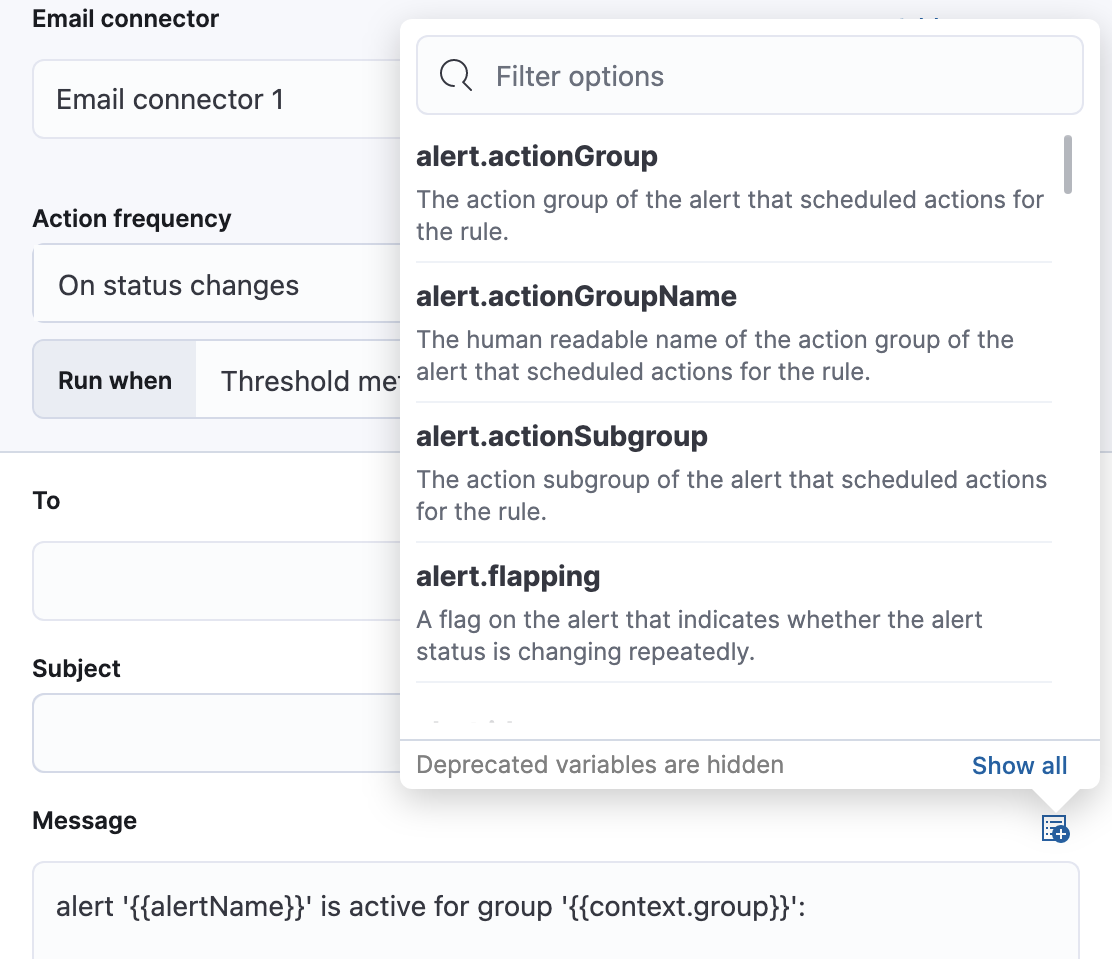 Email connector
Email connector 1
Action frequency
On status changes
Run when
Threshold
To
Subject
Message
alert '{{alertName}}' is active for group '{{context.group}}':
Filter options
alert.actionGroup
The action group of the alert that scheduled actions for
the rule.
alert.actionGroupName
The human readable name of the action group of the
alert that scheduled actions for the rule.
alert.actionSubgroup
The action subgroup of the alert that scheduled actions
for the rule.
alert.flapping
A flag on the alert that indicates whether the alert
status is changing repeatedly.
Deprecated variables are hidden
Show all